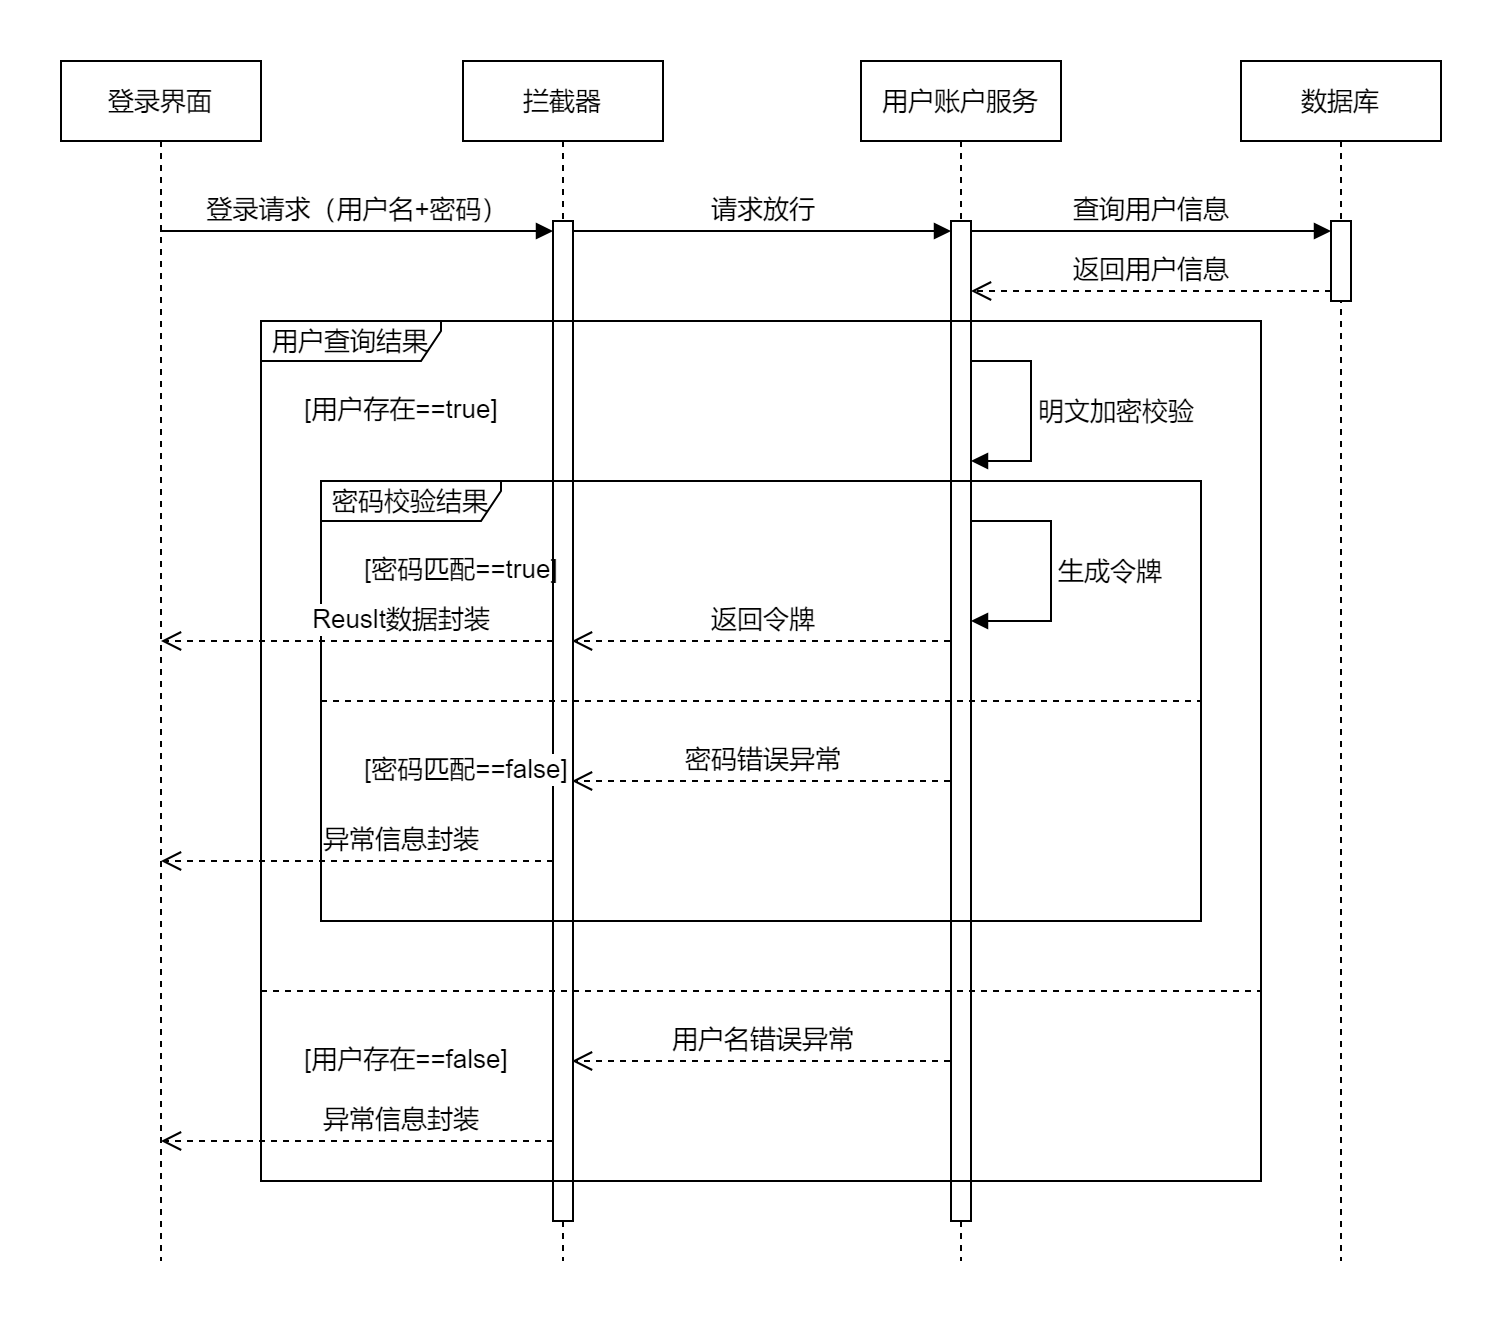 登录界面
拦截器
用户账户服务
数据库
登录请求（用户名+密码）
请求放行
查询用户信息
返回用户信息
用户查询结果
[用户存在==true]
明文加密校验
密码校验结果
[密码匹配==true]
生成令牌
Reuslt数据封装
返回令牌
密码错误异常
[密码匹配==false]
异常信息封装
用户名错误异常
[用户存在==false]
异常信息封装